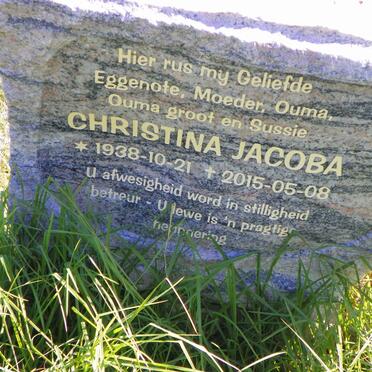 Hier rus my Geliefde
Eggenote, Moeder, Ouma,
Ouma groot en Sussie
CHRISTINA JACOBA
* 1938-10-21 † 2015-05-08
U afwesigheid word in stilligheid
betreur - U lewe is 'n pragtige
herinnering